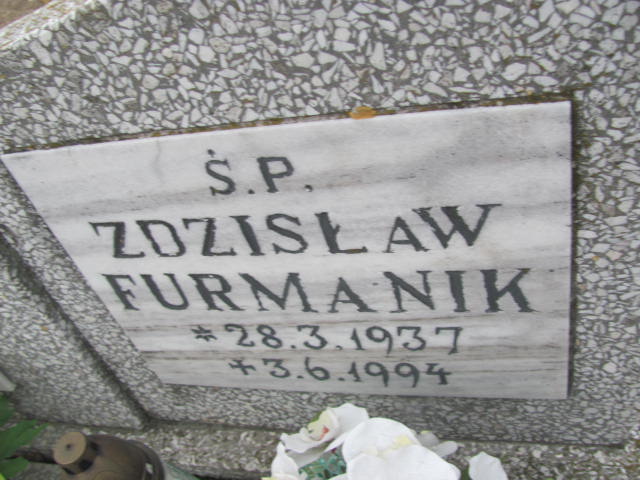 Ś.P.
ZDZISŁAW
FURMANIK
* 28.3.1937
+ 3.6.1994